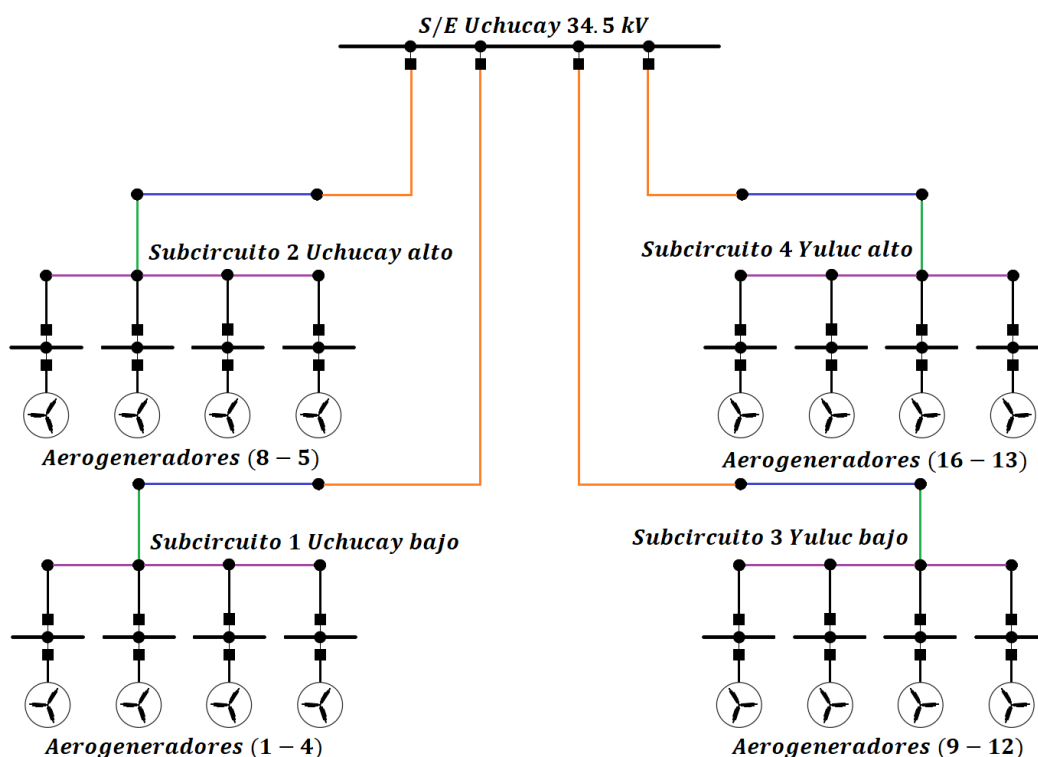 S/E Uchucay 34.5 kV
Subcircuito 2 Uchucay alto
Subcircuito 4 Yuluc alto
Aerogeneradores (8 − 5)
Aerogeneradores (16 − 13)
Subcircuito 1 Uchucay bajo
Subcircuito 3 Yuluc bajo
Aerogeneradores (1 − 4)
Aerogeneradores (9 − 12)